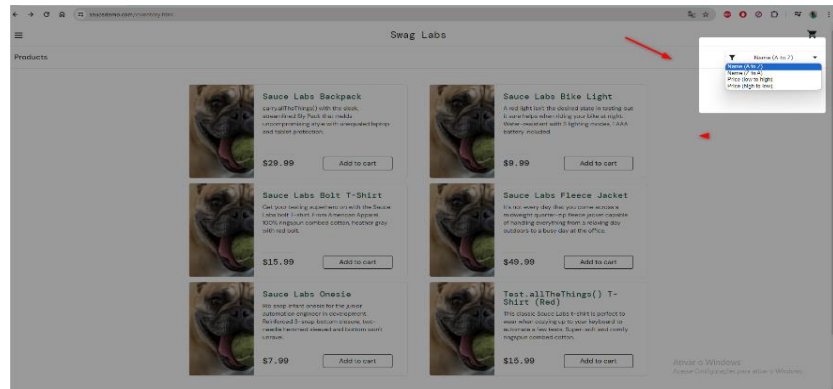 saucedemo.com/inventory.html
Swag Labs
Products
Name (A to Z)
Name (A to Z)
Name (Z to A)
Price (low to high)
Price (high to low)
Sauce Labs Backpack
carry.allTheThings() with the sleek,
streamlined Sly Pack that melds
uncompromising style with unequaled laptop
and tablet protection.
$29.99
Add to cart
Sauce Labs Bike Light
A red light isn't the desired state in testing but
it sure helps when riding your bike at night.
Water-resistant with 3 lighting modes, 1 AAA
battery included.
$9.99
Add to cart
Sauce Labs Bolt T-Shirt
Get your testing superhero on with the Sauce
Labs bolt T-shirt. From American Apparel,
100% ringspun combed cotton, heather gray
with red bolt.
$15.99
Add to cart
Sauce Labs Fleece Jacket
It's not every day that you come across a
midweight quarter-zip fleece jacket capable
of handling everything from a relaxing day
outdoors to a busy day at the office.
$49.99
Add to cart
Sauce Labs Onesie
Rib snap infant onesie for the junior
automation engineer in development.
Reinforced 3-snap bottom closure, two-
needle hemmed sleeved and bottom won't
unravel.
$7.99
Add to cart
Test.allTheThings() T-
Shirt (Red)
This classic Sauce Labs t-shirt is perfect to
wear when cozying up to your keyboard to
automate a few tests. Super-soft and comfy
ringspun combed cotton.
$15.99
Add to cart
Ativar o Windows
Acesse Configurações para ativar o Windows.